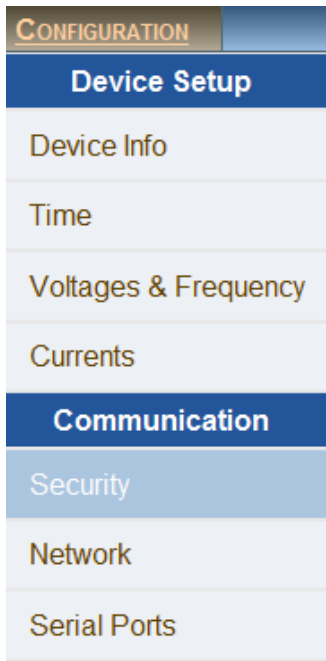 CONFIGURATION
Device Setup
Device Info
Time
Voltages & Frequency
Currents
Communication
Security
Network
Serial Ports